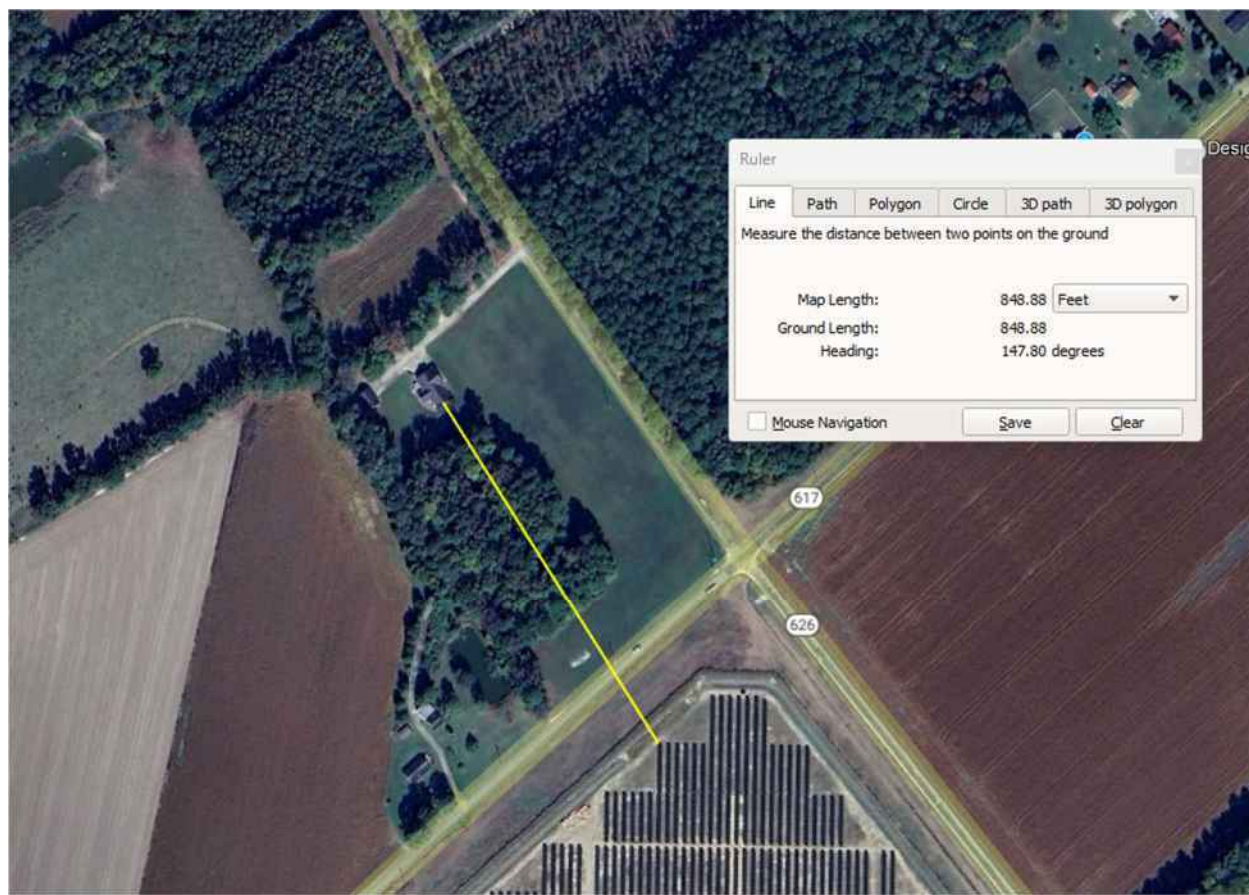 Ruler
Desig
Line Path Polygon Circle 3D path 3D polygon
Measure the distance between two points on the ground
Map Length: 848.88 Feet
Ground Length: 848.88
Heading: 147.80 degrees
Mouse Navigation Save Clear
617
626